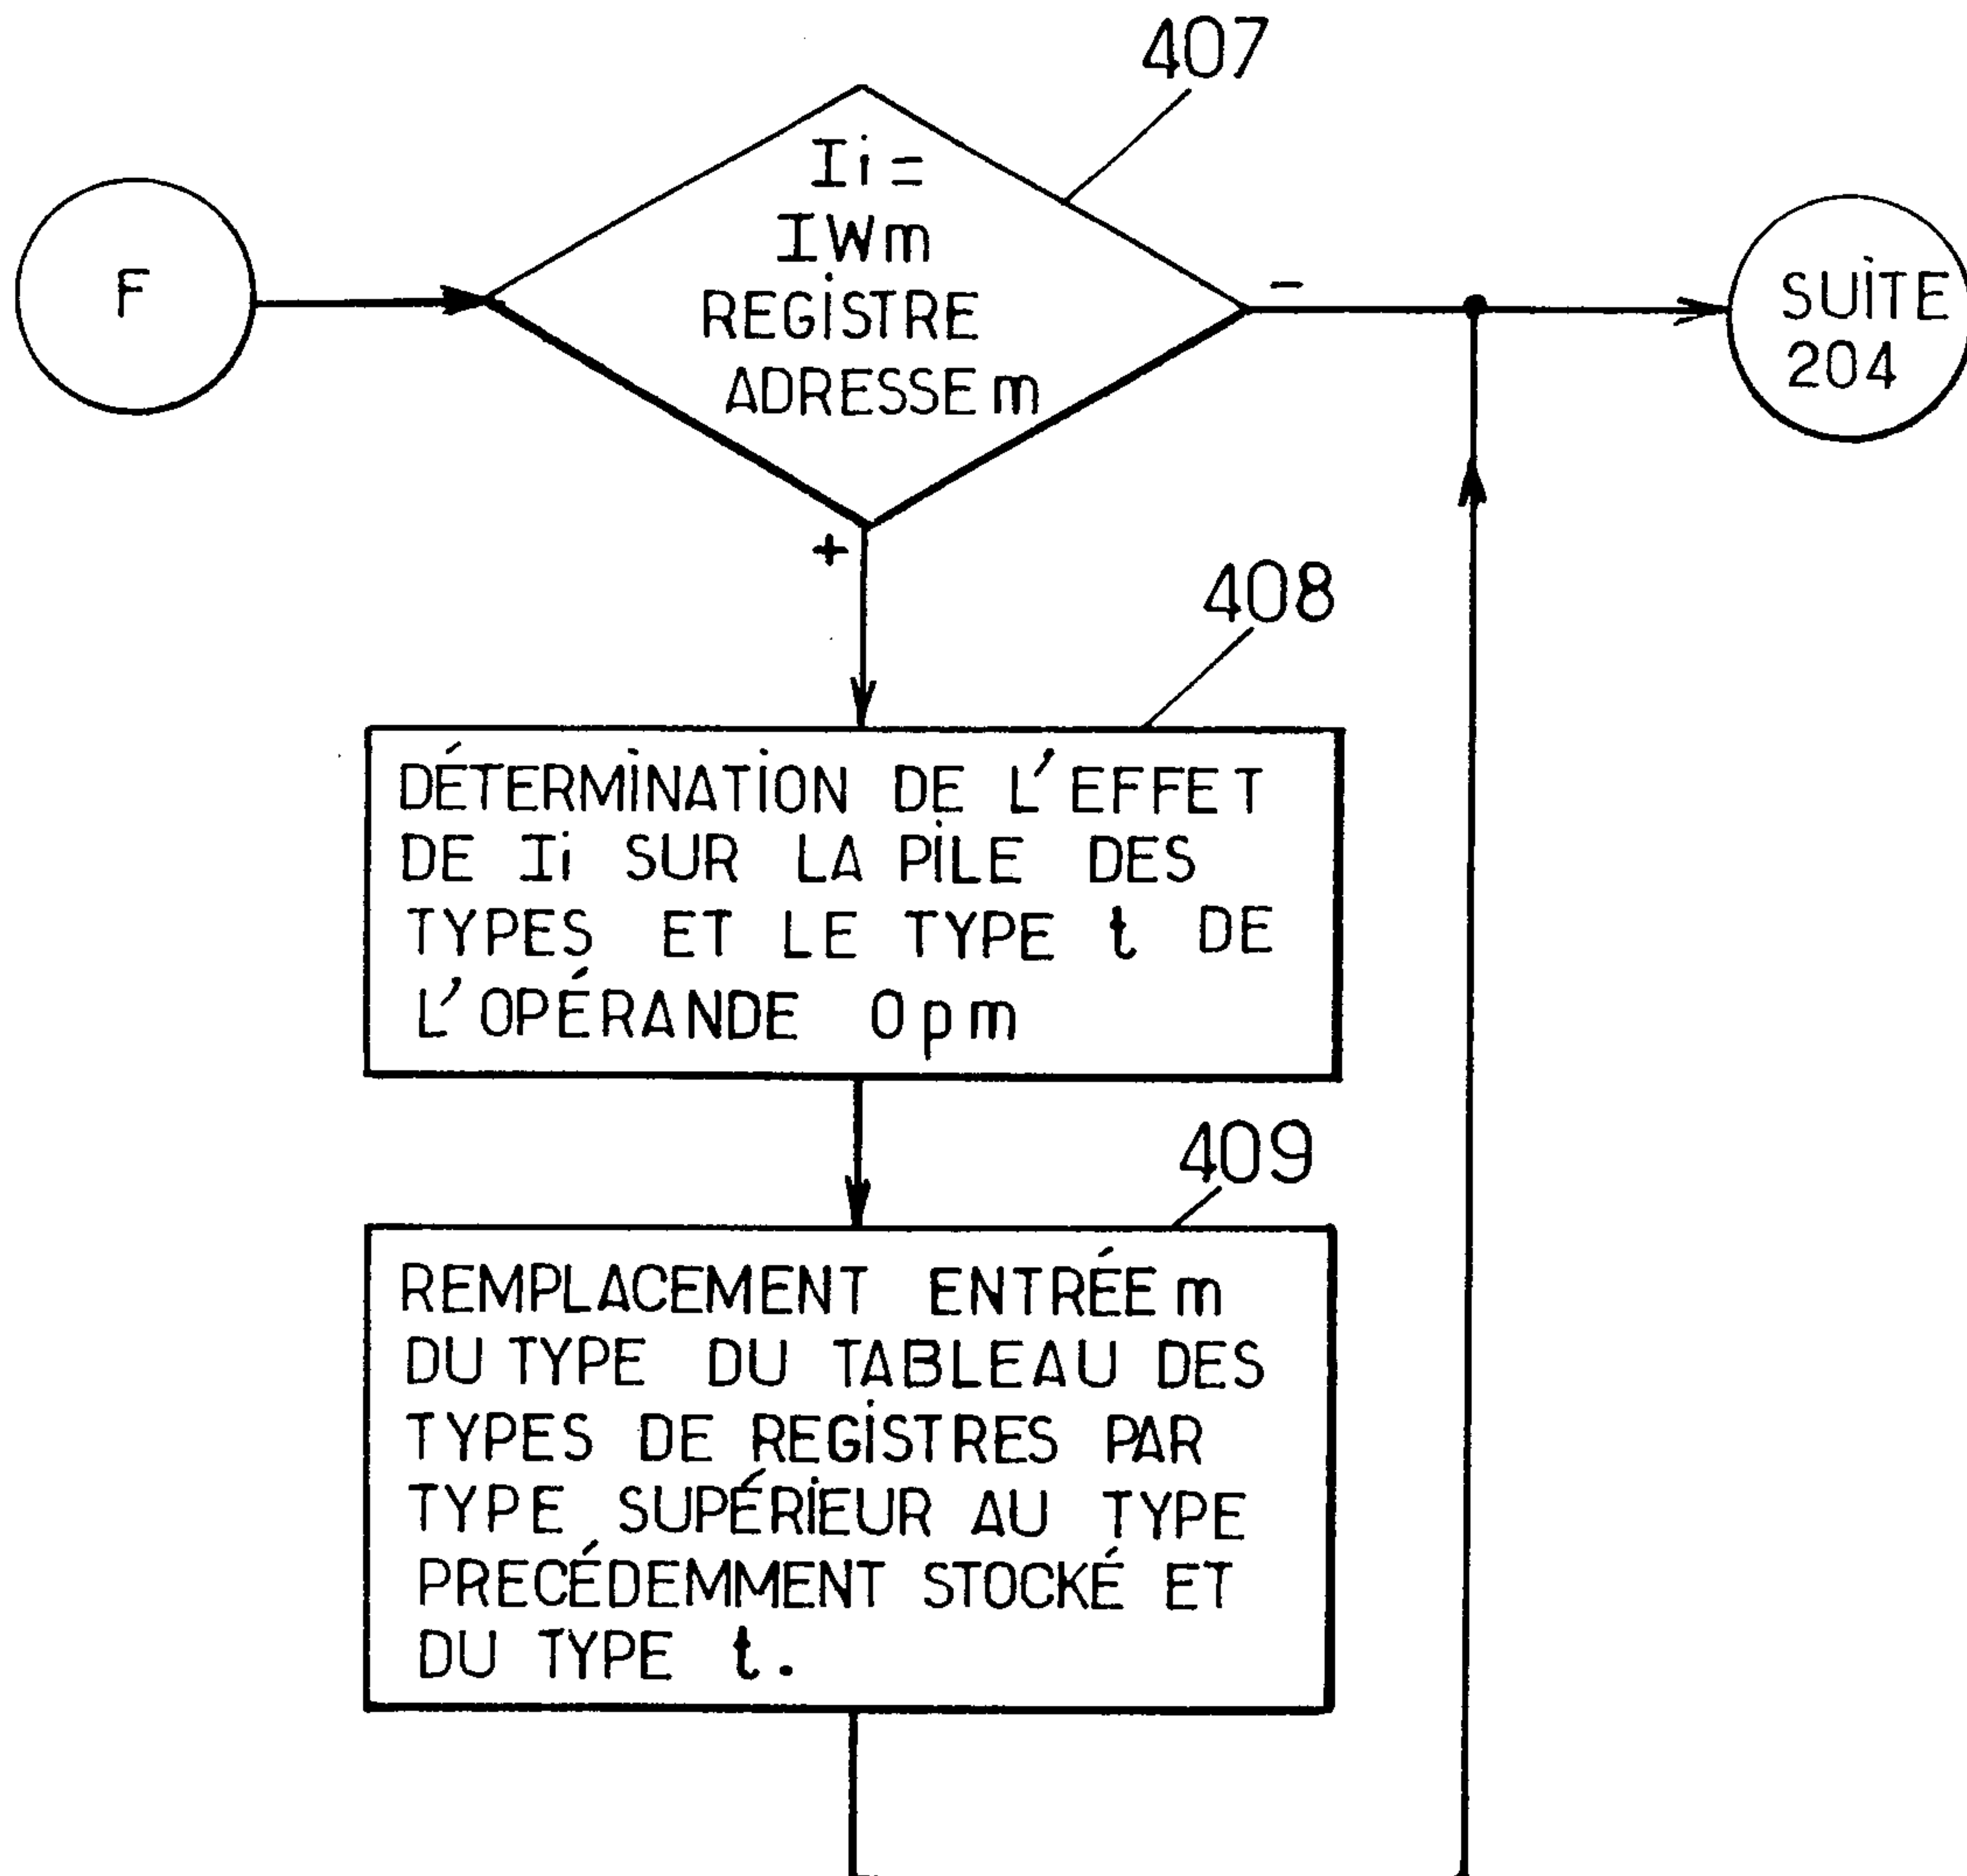 407
F
Ii=
IWm
REGISTRE
ADRESSE m
-
SUITE
204
+
408
DÉTERMINATION DE L'EFFET
DE Ii SUR LA PILE DES
TYPES ET LE TYPE t DE
L'OPÉRANDE Opm
409
REMPLACEMENT ENTRÉE m
DU TYPE DU TABLEAU DES
TYPES DE REGISTRES PAR
TYPE SUPÉRIEUR AU TYPE
PRECÉDEMMENT STOCKÉ ET
DU TYPE t.